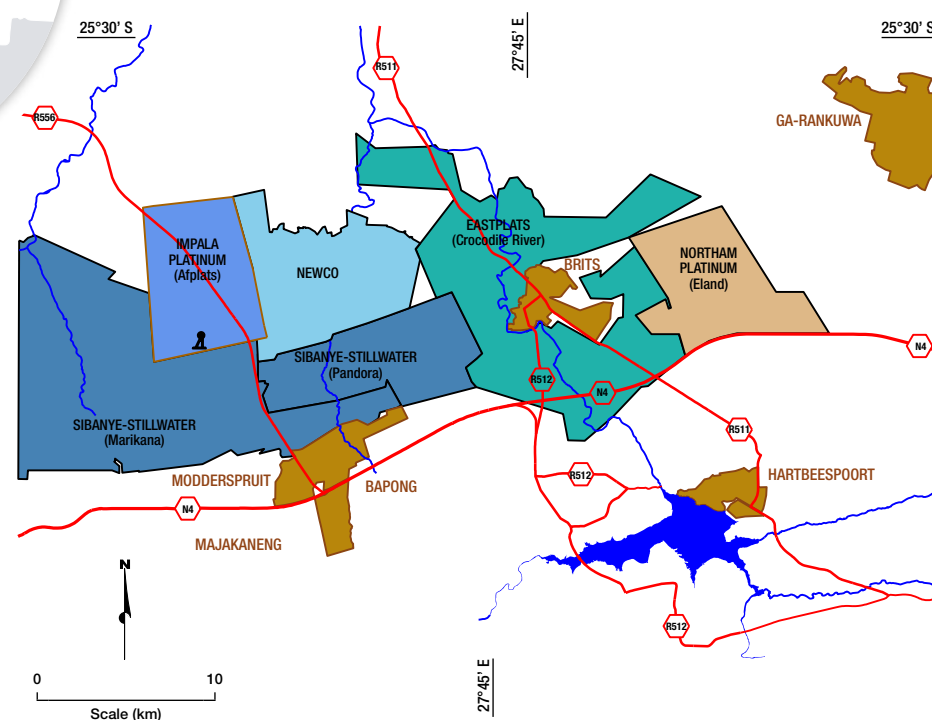 25°30' S
27°45' E
25°30' S
R511
R556
GA-RANKUWA
IMPALA
PLATINUM
(Afplats)
NEWCO
EASTPLATS
(Crocodile River)
BRITS
NORTHAM
PLATINUM
(Eland)
N4
SIBANYE-STILLWATER
(Pandora)
R512
N4
SIBANYE-STILLWATER
(Marikana)
R511
MODDERSPRUIT
BAPONG
R512
HARTBEESPOORT
N4
MAJAKANENG
N
R512
27°45' E
0
10
Scale (km)